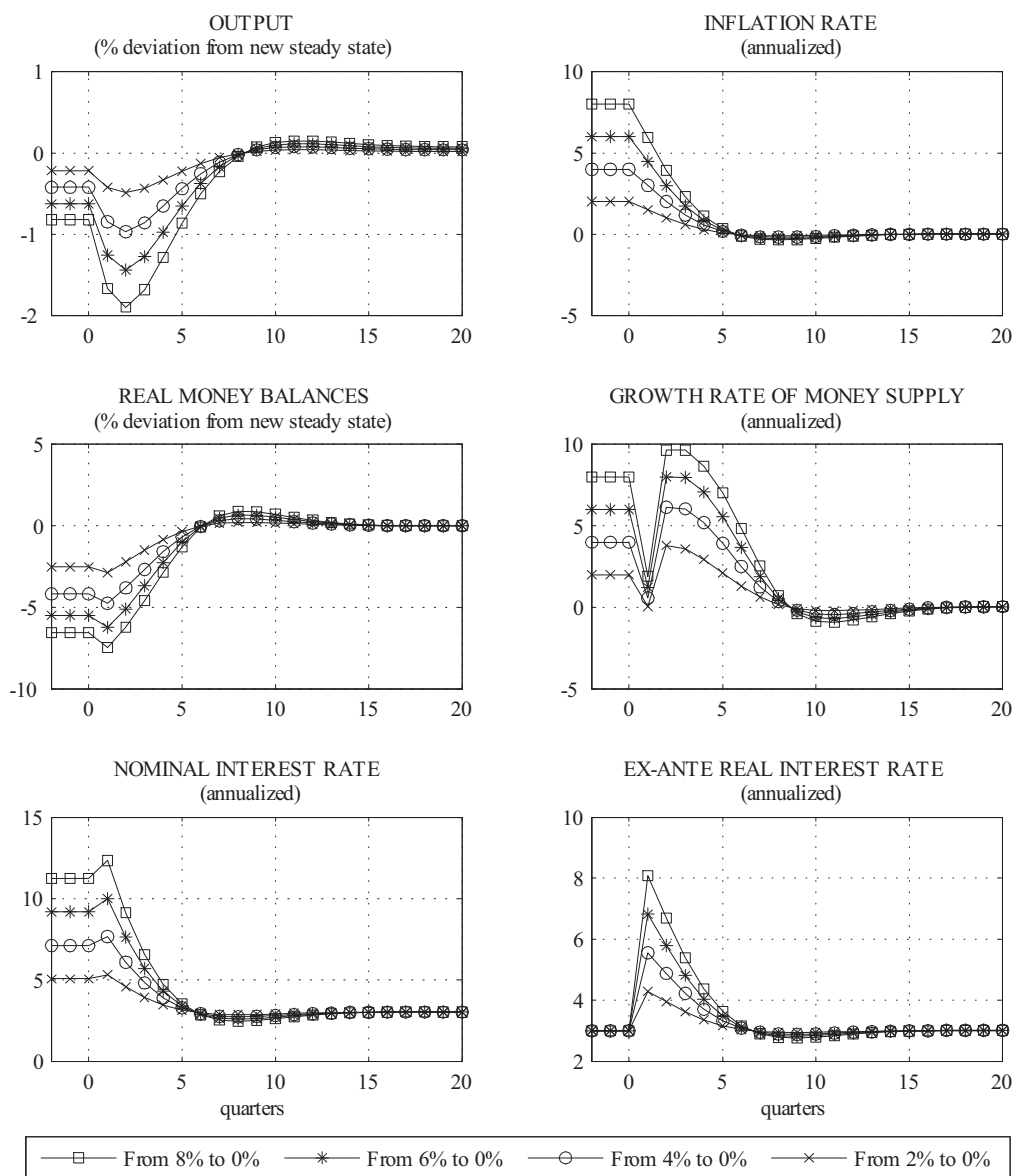 OUTPUT
(% deviation from new steady state)
1
0
-1
-2
0 5 10 15 20
INFLATION RATE
(annualized)
10
5
0
-5
0 5 10 15 20
REAL MONEY BALANCES
(% deviation from new steady state)
5
0
-5
-10
0 5 10 15 20
GROWTH RATE OF MONEY SUPPLY
(annualized)
10
5
0
-5
0 5 10 15 20
NOMINAL INTEREST RATE
(annualized)
15
10
5
0
0 5 10 15 20
quarters
EX-ANTE REAL INTEREST RATE
(annualized)
10
8
6
4
2
0 5 10 15 20
quarters
From 8% to 0% From 6% to 0% From 4% to 0% From 2% to 0%